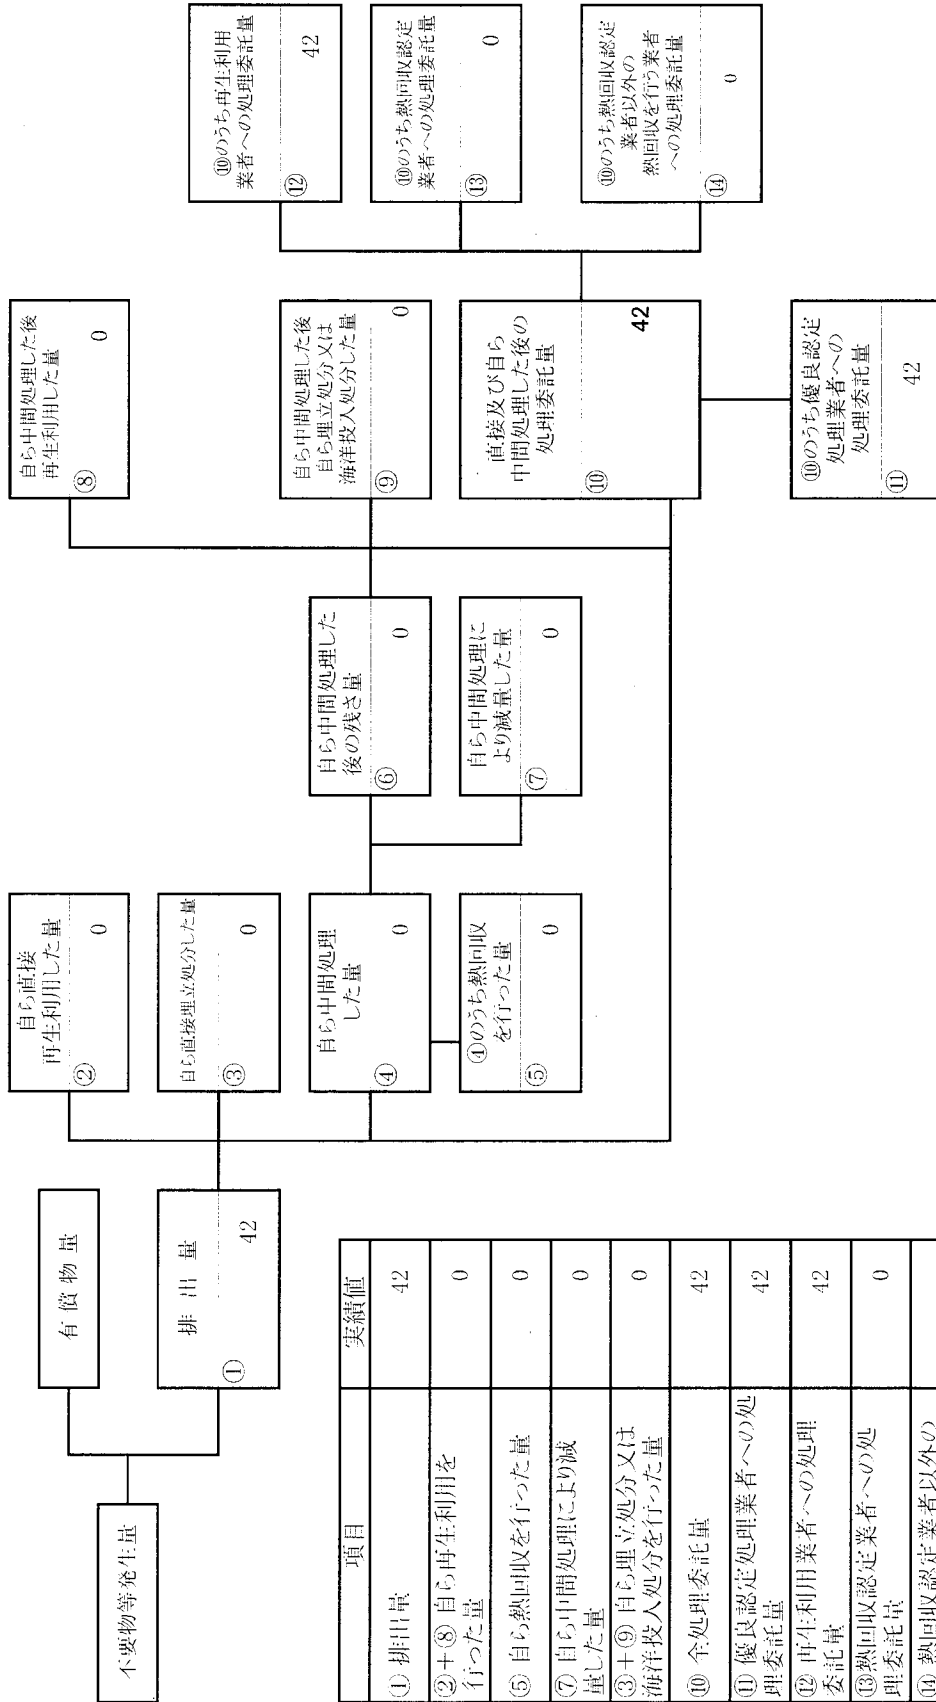 不要物等発生量
有 償 物 量
排 出 量
①
42
自ら直接
再生利用した量
②
0
自ら直接埋立処分した量
③
0
自ら中間処理
した量
④
0
④のうち熱回収
を行った量
⑤
0
自ら中間処理した
後の残さ量
⑥
0
自ら中間処理に
より減量した量
⑦
0
自ら中間処理した後
再生利用した量
⑧
0
自ら中間処理した後
自ら埋立処分又は
海洋投入処分した量
⑨
0
直接及び自ら
中間処理した後の
処理委託量
⑩
42
⑩のうち優良認定
処理業者への
処理委託量
⑪
42
⑩のうち再生利用
業者への処理委託量
⑫
42
⑩のうち熱回収認定
業者への処理委託量
⑬
0
⑩のうち熱回収認定
業者以外の
熱回収を行う業者
への処理委託量
⑭
0
項目 実績値
① 排出量 42
②+⑧ 自ら再生利用を
行った量 0
⑤ 自ら熱回収を行った量 0
⑦ 自ら中間処理により減
量した量 0
③+⑨ 自ら埋立処分又は
海洋投入処分を行った量 0
⑩ 全処理委託量 42
⑪ 優良認定処理業者への処
理委託量 42
⑫ 再生利用業者への処理
委託量 42
⑬熱回収認定業者への処
理委託量 0
⑭ 熱回収認定業者以外の